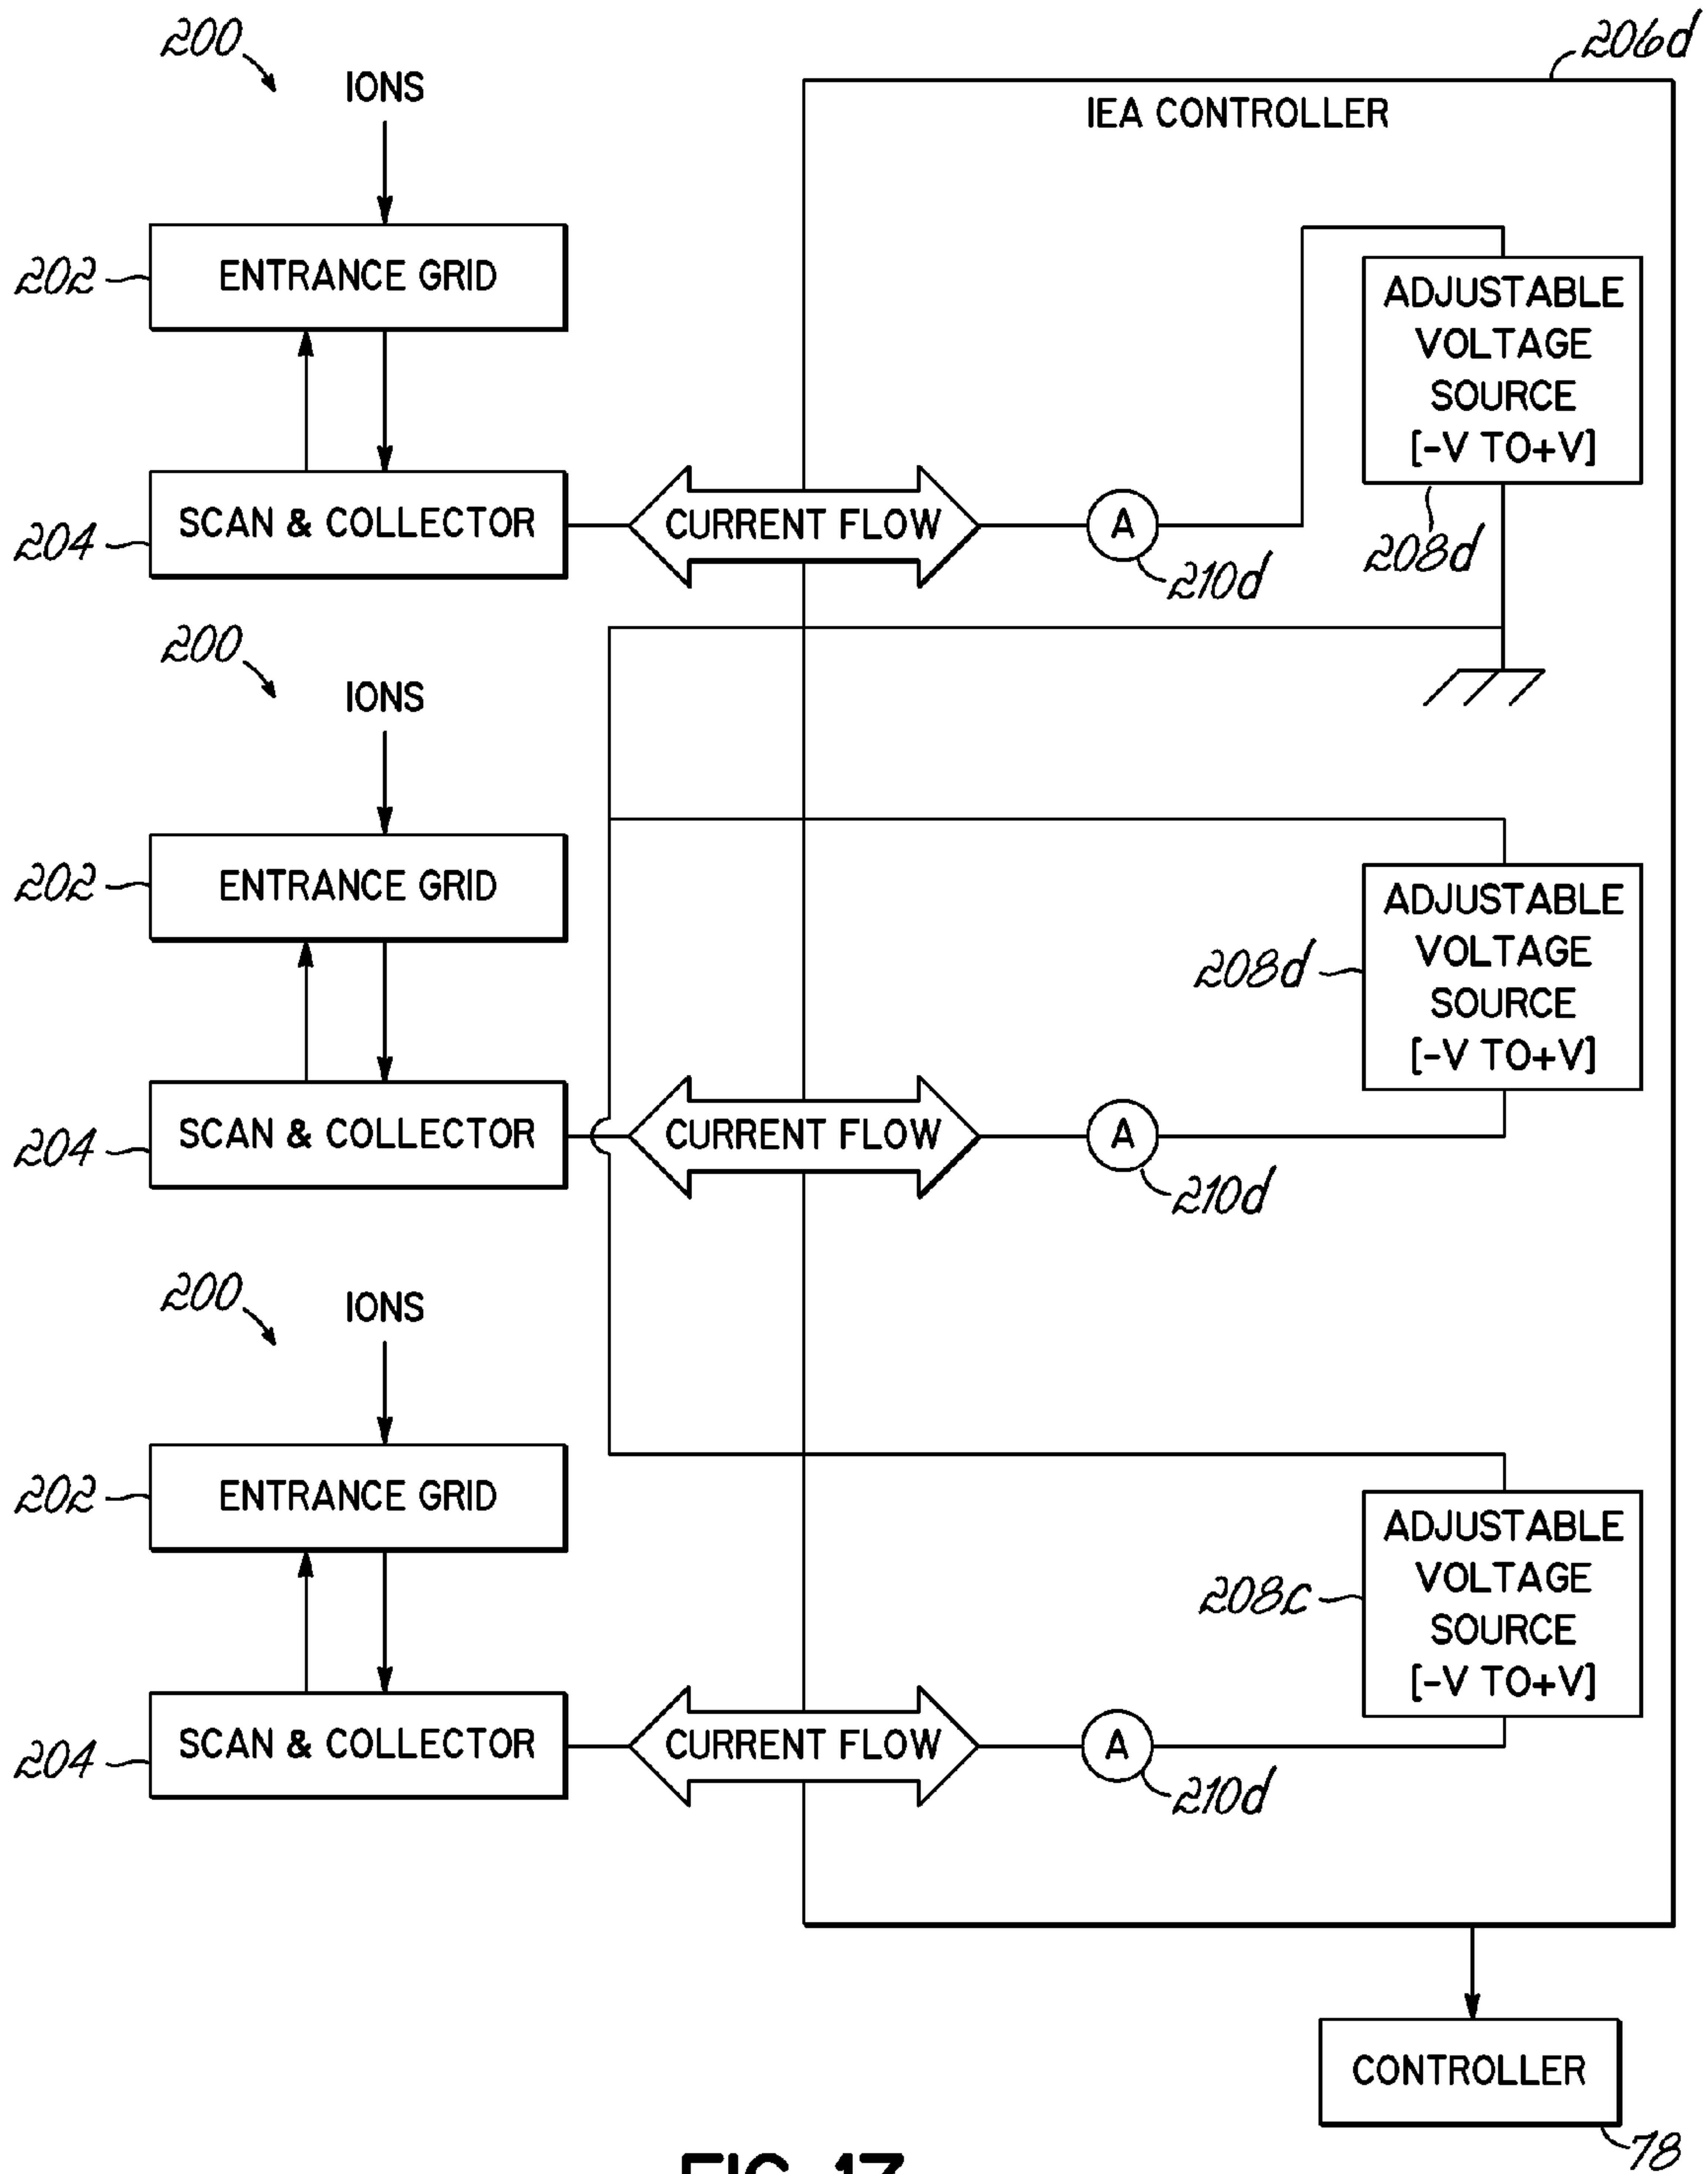 200
IONS
206d
IEA CONTROLLER
202
ENTRANCE GRID
ADJUSTABLE
VOLTAGE
SOURCE
[-V TO+V]
204
SCAN & COLLECTOR
CURRENT FLOW
A
210d
208d
200
IONS
202
ENTRANCE GRID
ADJUSTABLE
VOLTAGE
SOURCE
[-V TO+V]
208d
204
SCAN & COLLECTOR
CURRENT FLOW
A
210d
200
IONS
202
ENTRANCE GRID
ADJUSTABLE
VOLTAGE
SOURCE
[-V TO+V]
208c
204
SCAN & COLLECTOR
CURRENT FLOW
A
210d
CONTROLLER
78
FIG. 17